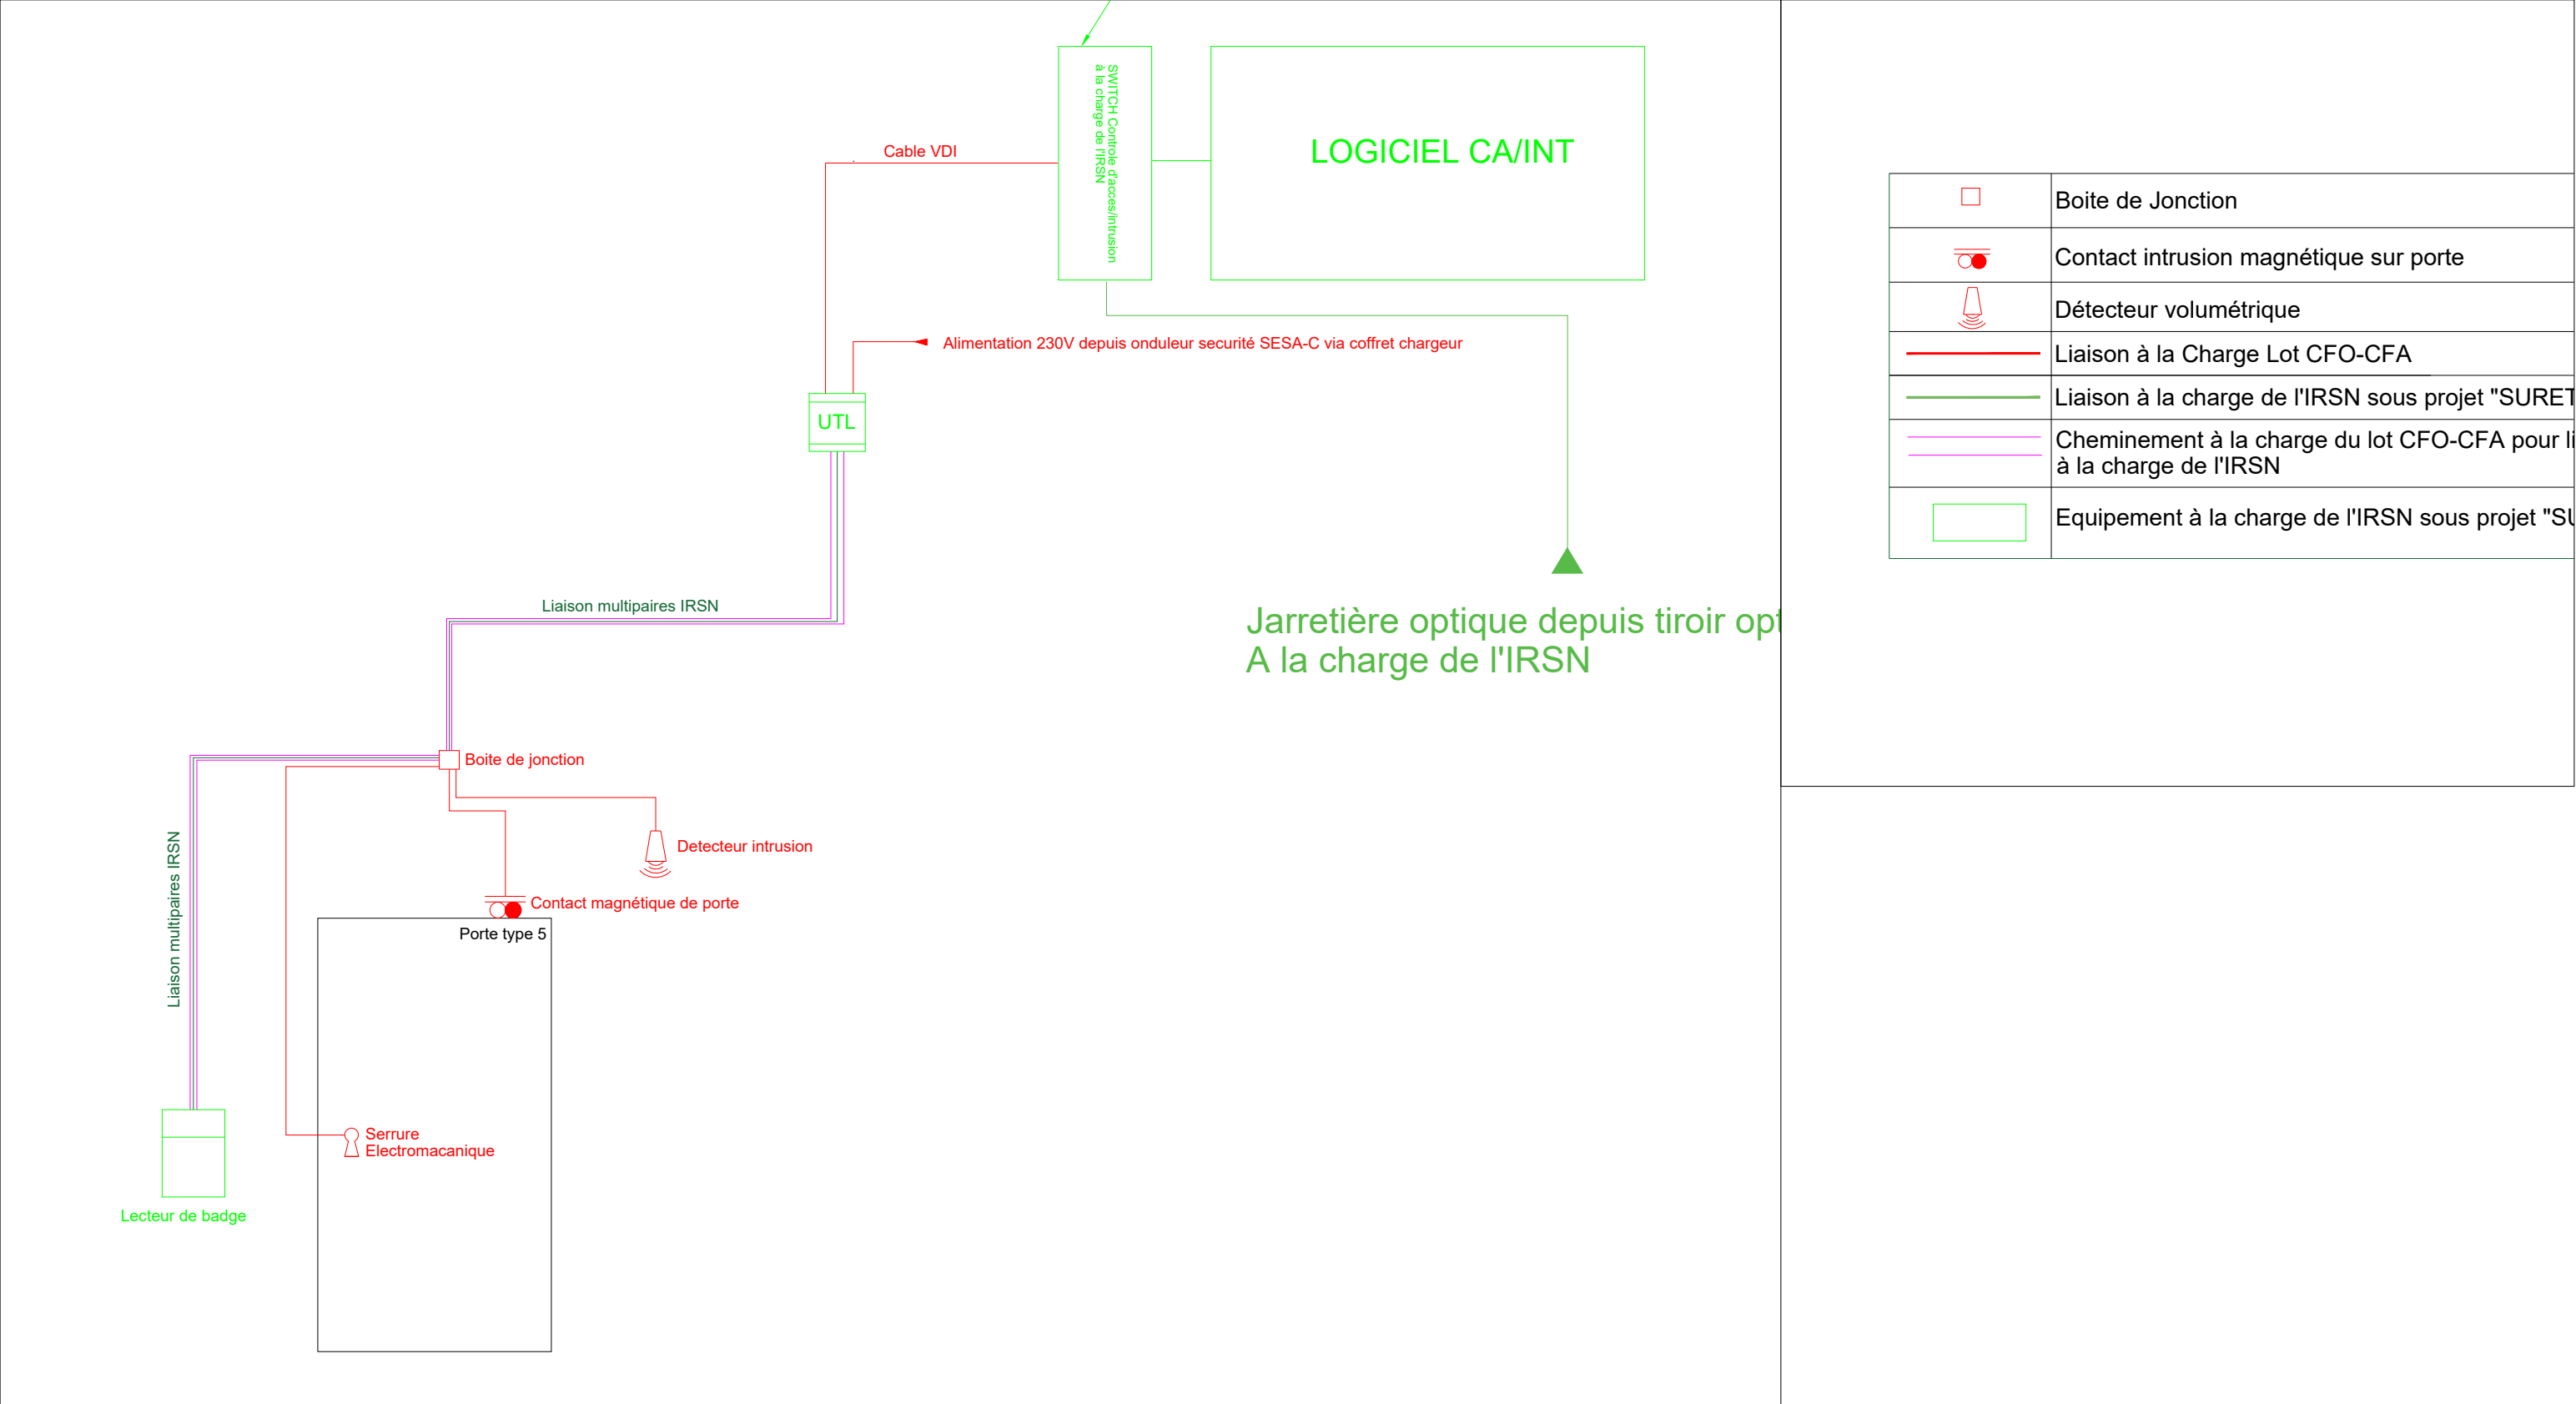 SWITCH Controle d'acces/Intrusion
à la charge de l'IRSN
LOGICIEL CA/INT
Cable VDI
Alimentation 230V depuis onduleur securité SESA-C via coffret chargeur
UTL
Liaison multipaires IRSN
Jarretière optique depuis tiroir opt
A la charge de l'IRSN
Boite de jonction
Detecteur intrusion
Contact magnétique de porte
Porte type 5
Liaison multipaires IRSN
Serrure
Electromacanique
Lecteur de badge
Boite de Jonction
Contact intrusion magnétique sur porte
Détecteur volumétrique
Liaison à la Charge Lot CFO-CFA
Liaison à la charge de l'IRSN sous projet "SURET
Cheminement à la charge du lot CFO-CFA pour li
à la charge de l'IRSN
Equipement à la charge de l'IRSN sous projet "SU